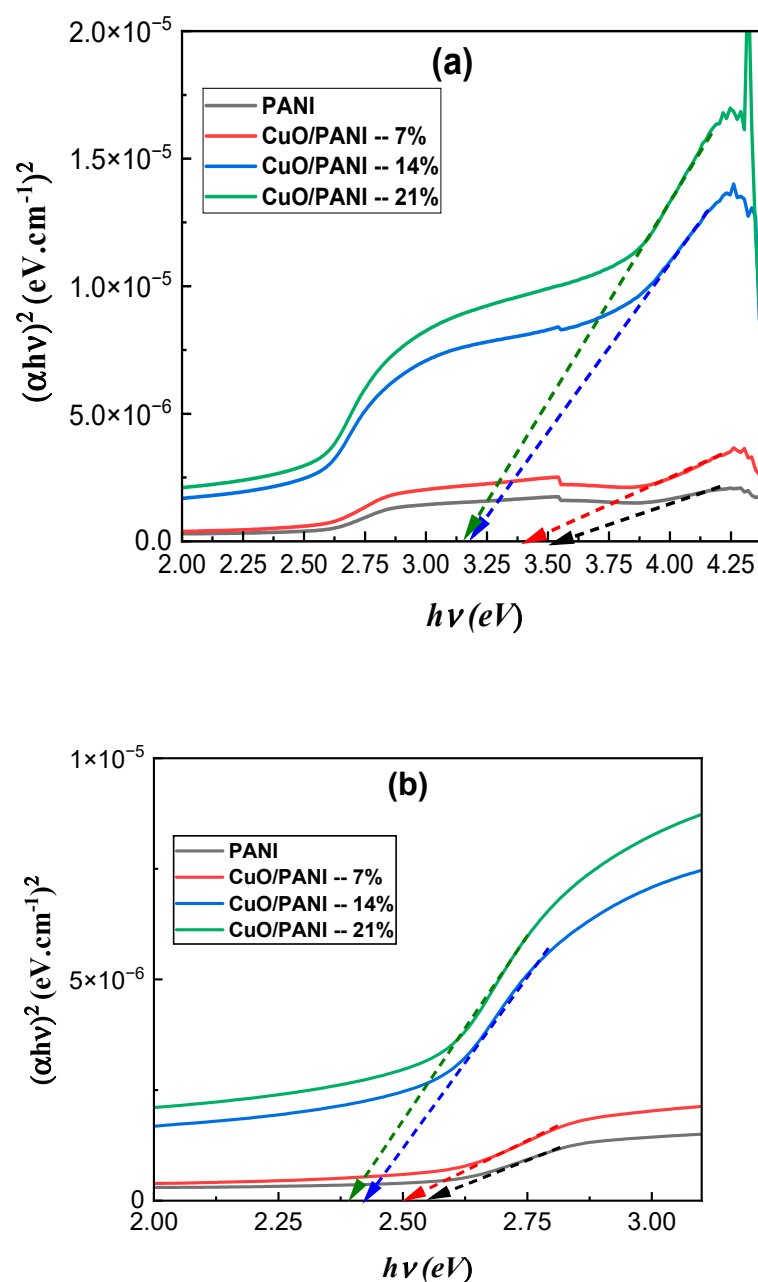 (a)
PANI
CuO/PANI -- 7%
CuO/PANI -- 14%
CuO/PANI -- 21%
2.0×10⁻⁵
1.5×10⁻⁵
1.0×10⁻⁵
5.0×10⁻⁶
0.0
(αhν)² (eV.cm⁻¹)²
2.00 2.25 2.50 2.75 3.00 3.25 3.50 3.75 4.00 4.25
hν (eV)
(b)
PANI
CuO/PANI -- 7%
CuO/PANI -- 14%
CuO/PANI -- 21%
1×10⁻⁵
5×10⁻⁶
0
(αhν)² (eV.cm⁻¹)²
2.00 2.25 2.50 2.75 3.00
hν (eV)